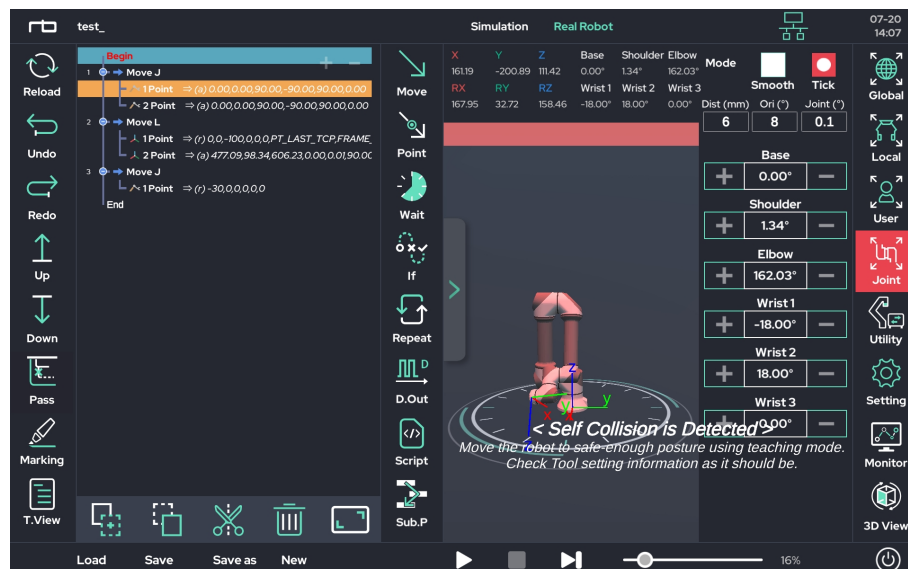 test_
Simulation
Real Robot
07-20
14:07
Reload
Undo
Redo
Up
Down
Pass
Marking
T.View
Begin
1 Move J
1 Point ⇒ (a) 0.00,0.00,90.00,-90.00,90.00,0.00
2 Point ⇒ (a) 0.00,0.00,90.00,-90.00,90.00,0.00
2 Move L
1 Point ⇒ (r) 0,0,-100,0,0,0,PT_LAST_TCP,FRAME_
2 Point ⇒ (a) 477.09,98.34,606.23,0.00,0.01,90.00
3 Move J
1 Point ⇒ (r) -30,0,0,0,0,0
End
Move
Point
Wait
If
Repeat
D
D.Out
Script
Sub.P
X Y Z Base Shoulder Elbow
161.19 -200.89 111.42 0.00° 1.34° 162.03°
RX RY RZ Wrist 1 Wrist 2 Wrist 3
167.95 32.72 158.46 -18.00° 18.00° 0.00°
Mode
Smooth
Tick
Dist (mm) Ori (°) Joint (°)
6 8 0.1
Base
+ 0.00° −
Shoulder
+ 1.34° −
Elbow
+ 162.03° −
Wrist 1
+ -18.00° −
Wrist 2
+ 18.00° −
Wrist 3
+ 0.00° −
z
y
y
x
x
< Self Collision is Detected >
Move the robot to safe-enough posture using teaching mode.
Check Tool setting information as it should be.
Global
Local
User
Joint
Utility
Setting
Monitor
3D View
Load Save Save as New
16%